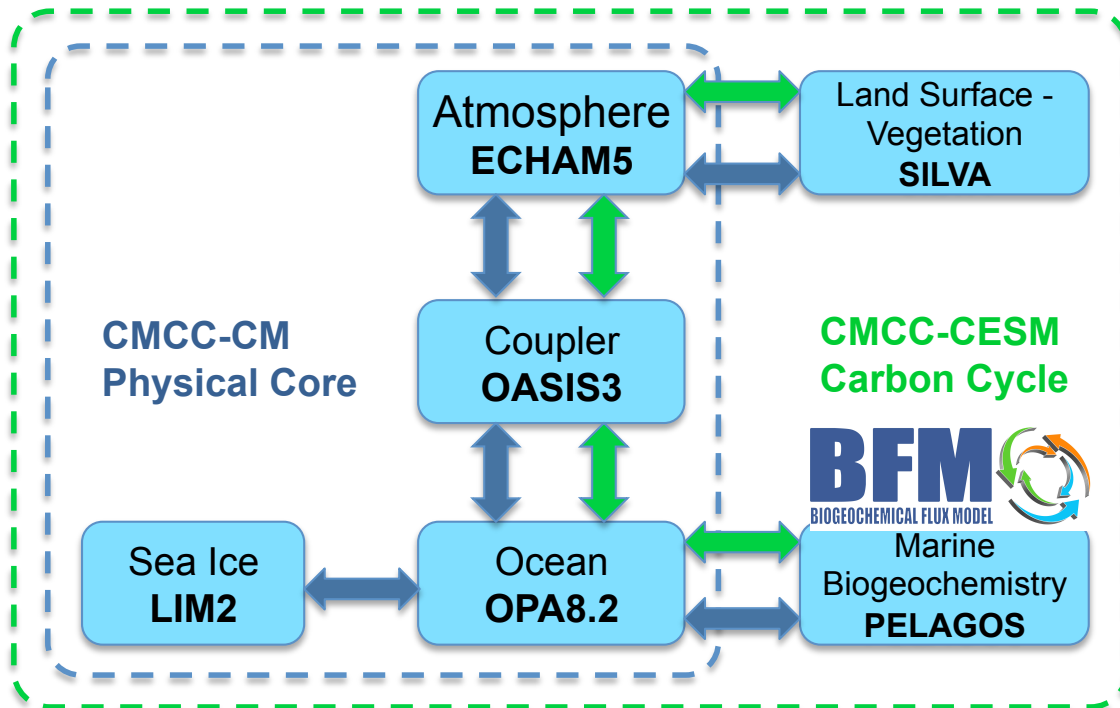 Atmosphere
ECHAM5
Land Surface -
Vegetation
SILVA
CMCC-CM
Physical Core
Coupler
OASIS3
CMCC-CESM
Carbon Cycle
BFM
BIOGEOCHEMICAL FLUX MODEL
Sea Ice
LIM2
Ocean
OPA8.2
Marine
Biogeochemistry
PELAGOS